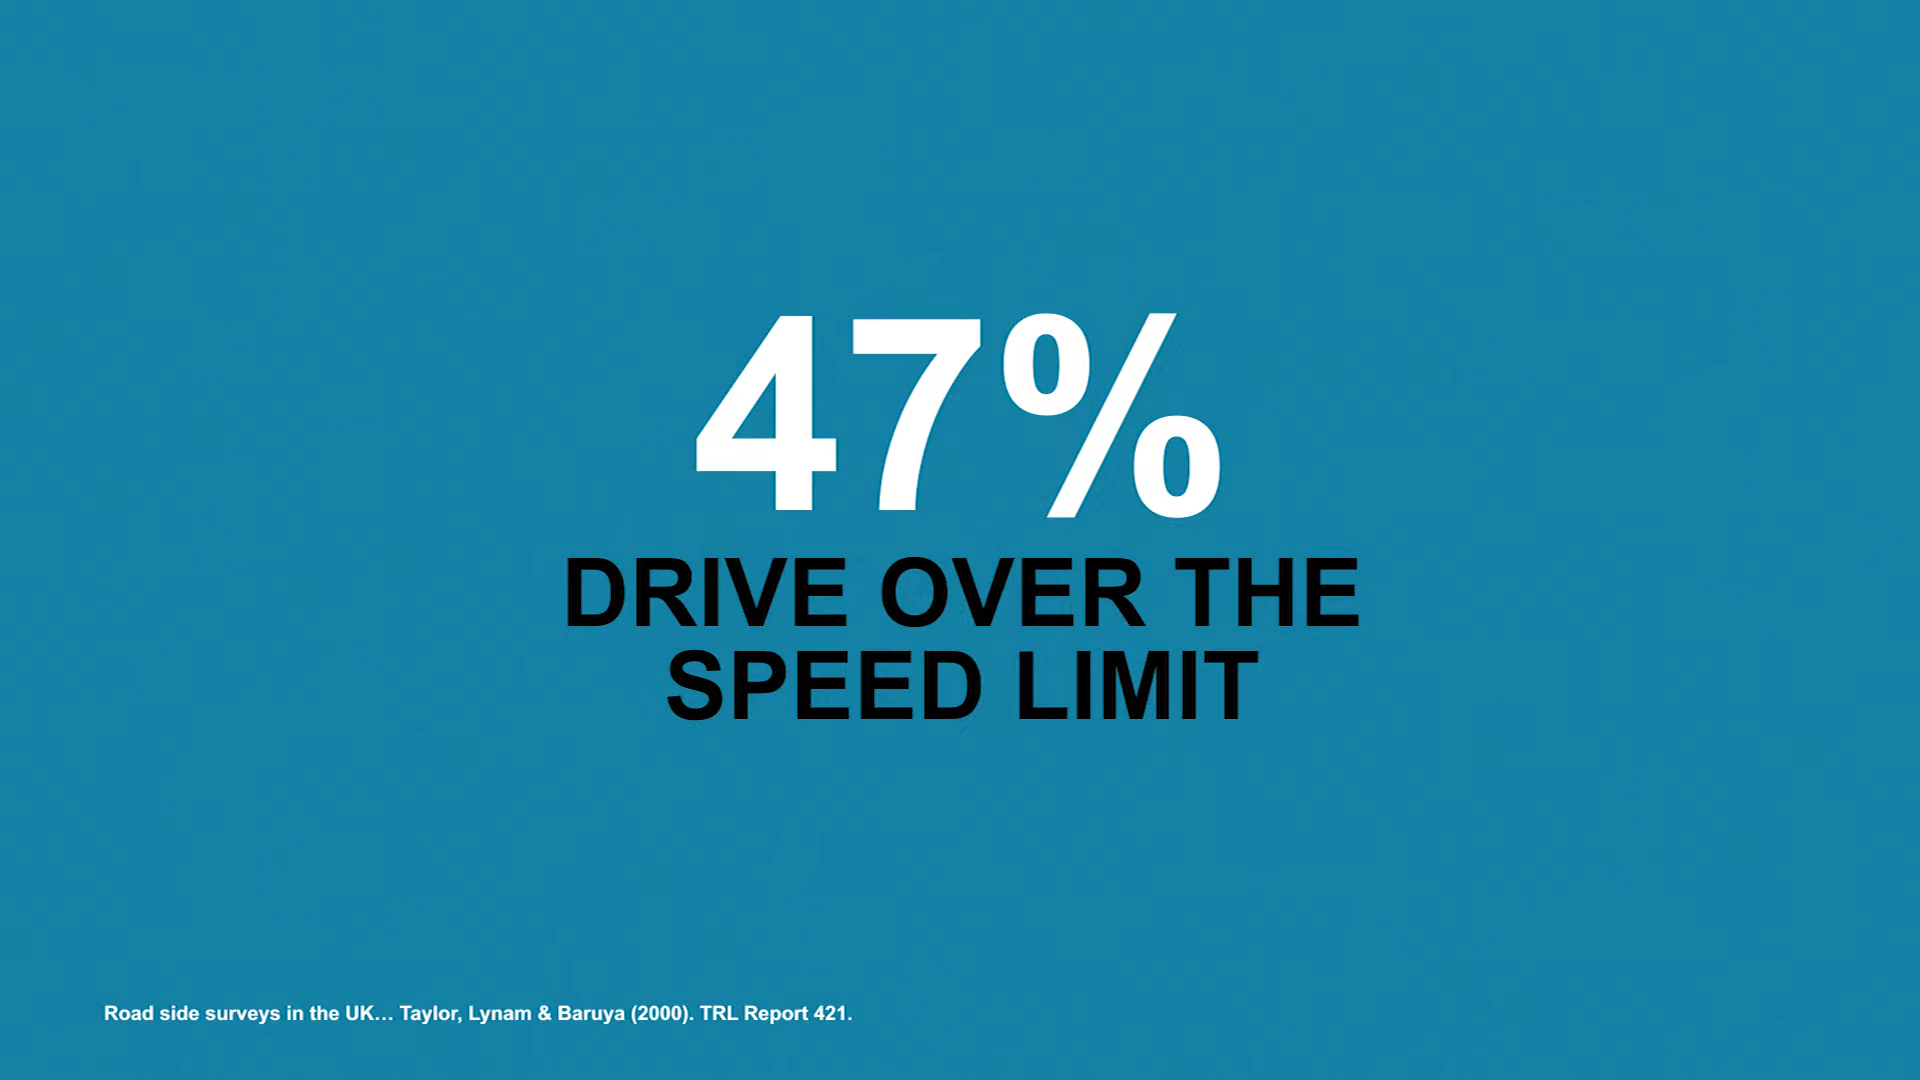 47%
DRIVE OVER THE
SPEED LIMIT
Road side surveys in the UK... Taylor, Lynam & Baruya (2000). TRL Report 421.